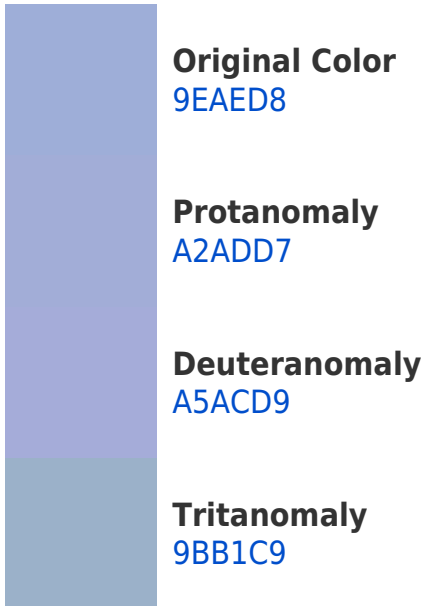 Original Color
9EAED8
Protanomaly
A2ADD7
Deuteranomaly
A5ACD9
Tritanomaly
9BB1C9